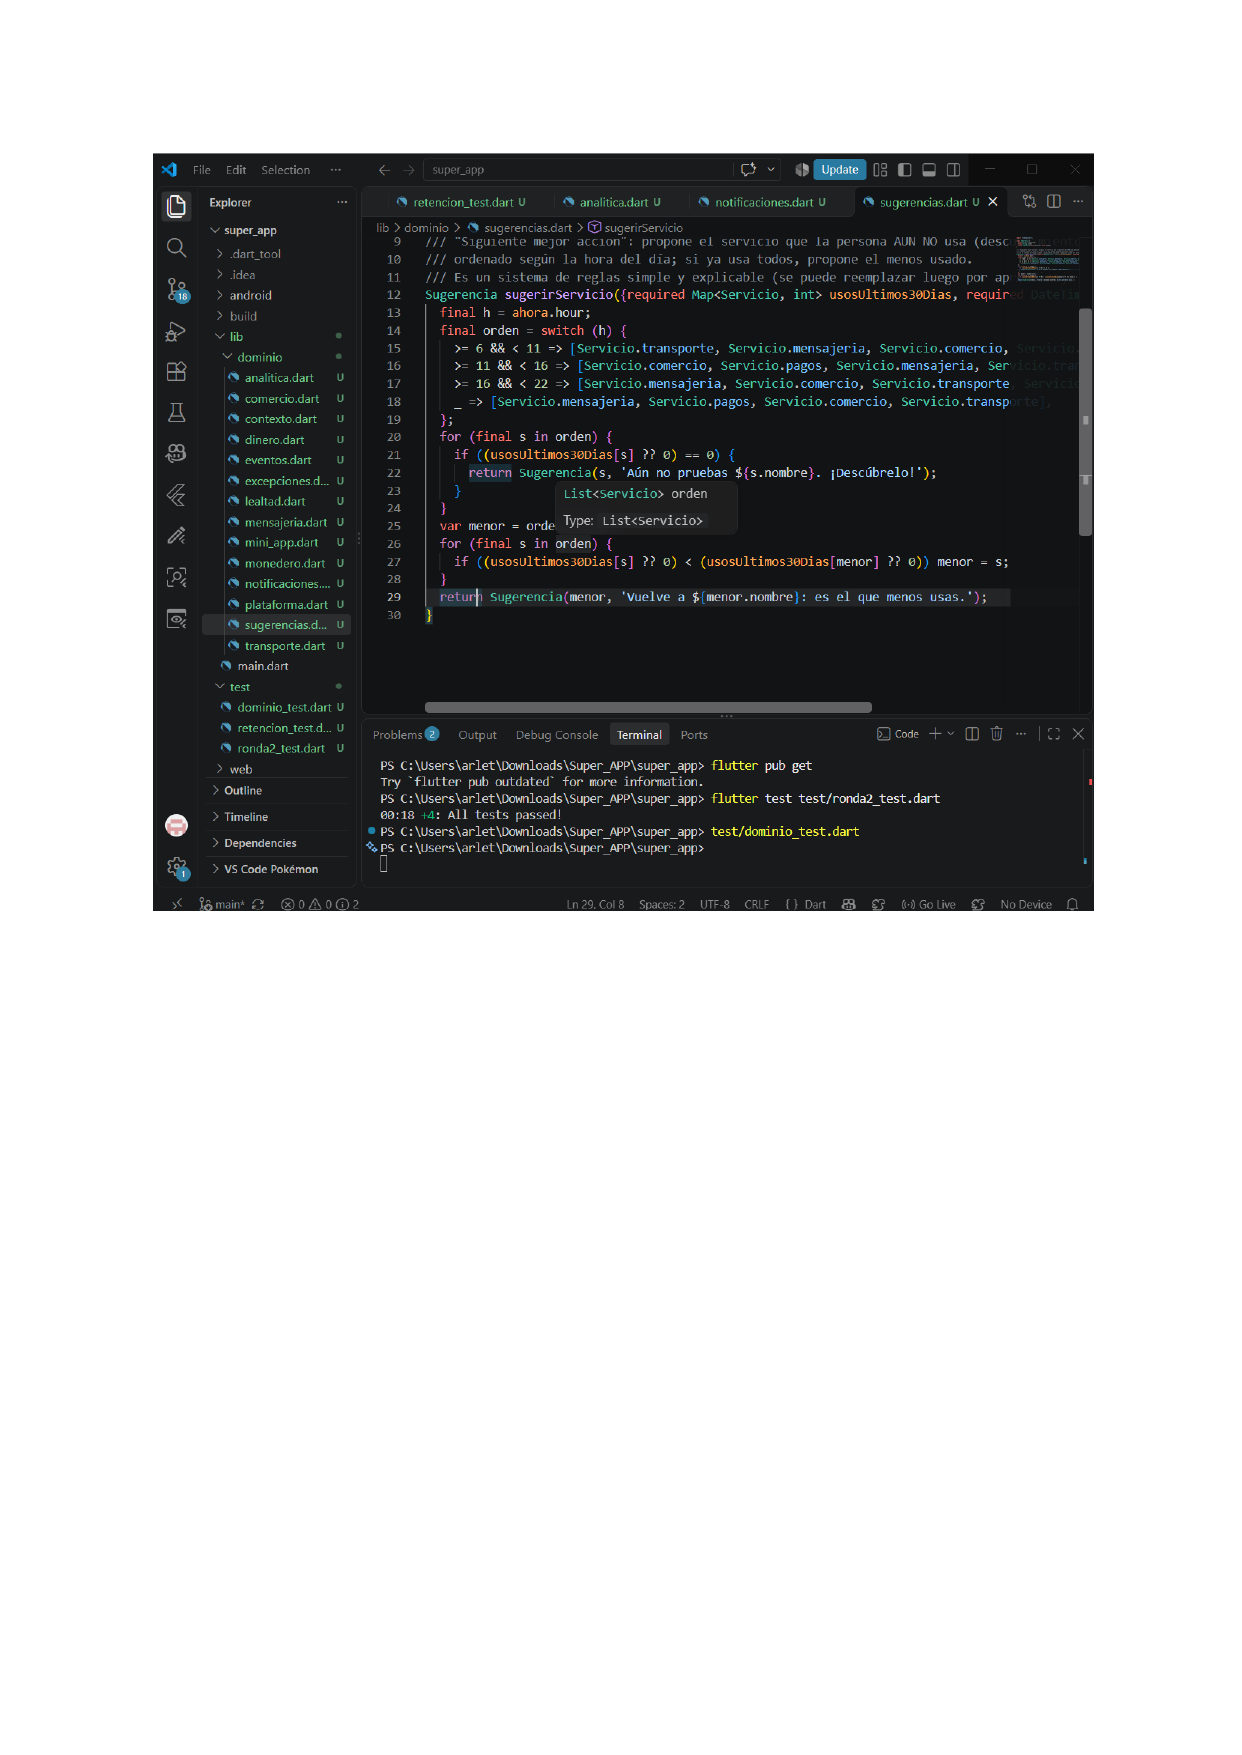 File Edit Selection ··· super_app Update
Explorer ···
super_app
.dart_tool
.idea
android
build
lib
dominio
analitica.dart U
comercio.dart U
contexto.dart U
dinero.dart U
eventos.dart U
excepciones.d... U
lealtad.dart U
mensajeria.dart U
mini_app.dart U
monedero.dart U
notificaciones.... U
plataforma.dart U
sugerencias.d... U
transporte.dart U
main.dart
test
dominio_test.dart U
retencion_test.d... U
ronda2_test.dart U
web
Outline
Timeline
Dependencies
VS Code Pokémon
18
1
retencion_test.dart U analitica.dart U notificaciones.dart U sugerencias.dart U
lib > dominio > sugerencias.dart > sugerirServicio
9 /// "Siguiente mejor acción": propone el servicio que la persona AUN NO usa
10 /// ordenado según la hora del día; si ya usa todos, propone el menos usado.
11 /// Es un sistema de reglas simple y explicable (se puede reemplazar luego por ap
12 Sugerencia sugerirServicio({required Map<Servicio, int> usosUltimos30Dias, required DateTim
13 final h = ahora.hour;
14 final orden = switch (h) {
15 >= 6 && < 11 => [Servicio.transporte, Servicio.mensajeria, Servicio.comercio, Servicio.
16 >= 11 && < 16 => [Servicio.comercio, Servicio.pagos, Servicio.mensajeria, Servicio.tran
17 >= 16 && < 22 => [Servicio.mensajeria, Servicio.comercio, Servicio.transporte, Servicio
18 _ => [Servicio.mensajeria, Servicio.pagos, Servicio.comercio, Servicio.transporte],
19 };
20 for (final s in orden) {
21 if ((usosUltimos30Dias[s] ?? 0) == 0) {
22 return Sugerencia(s, 'Aún no pruebas ${s.nombre}. ¡Descúbrelo!');
23 }
24 }
25 var menor = orde
26 for (final s in orden) {
27 if ((usosUltimos30Dias[s] ?? 0) < (usosUltimos30Dias[menor] ?? 0)) menor = s;
28 }
29 return Sugerencia(menor, 'Vuelve a ${menor.nombre}: es el que menos usas.');
30 }
List<Servicio> orden
Type: List<Servicio>
Problems 2 Output Debug Console Terminal Ports Code
PS C:\Users\arlet\Downloads\Super_APP\super_app> flutter pub get
Try `flutter pub outdated` for more information.
PS C:\Users\arlet\Downloads\Super_APP\super_app> flutter test test/ronda2_test.dart
00:18 +4: All tests passed!
PS C:\Users\arlet\Downloads\Super_APP\super_app> test/dominio_test.dart
PS C:\Users\arlet\Downloads\Super_APP\super_app>
main* 0 0 2 Ln 29, Col 8 Spaces: 2 UTF-8 CRLF { } Dart Go Live No Device